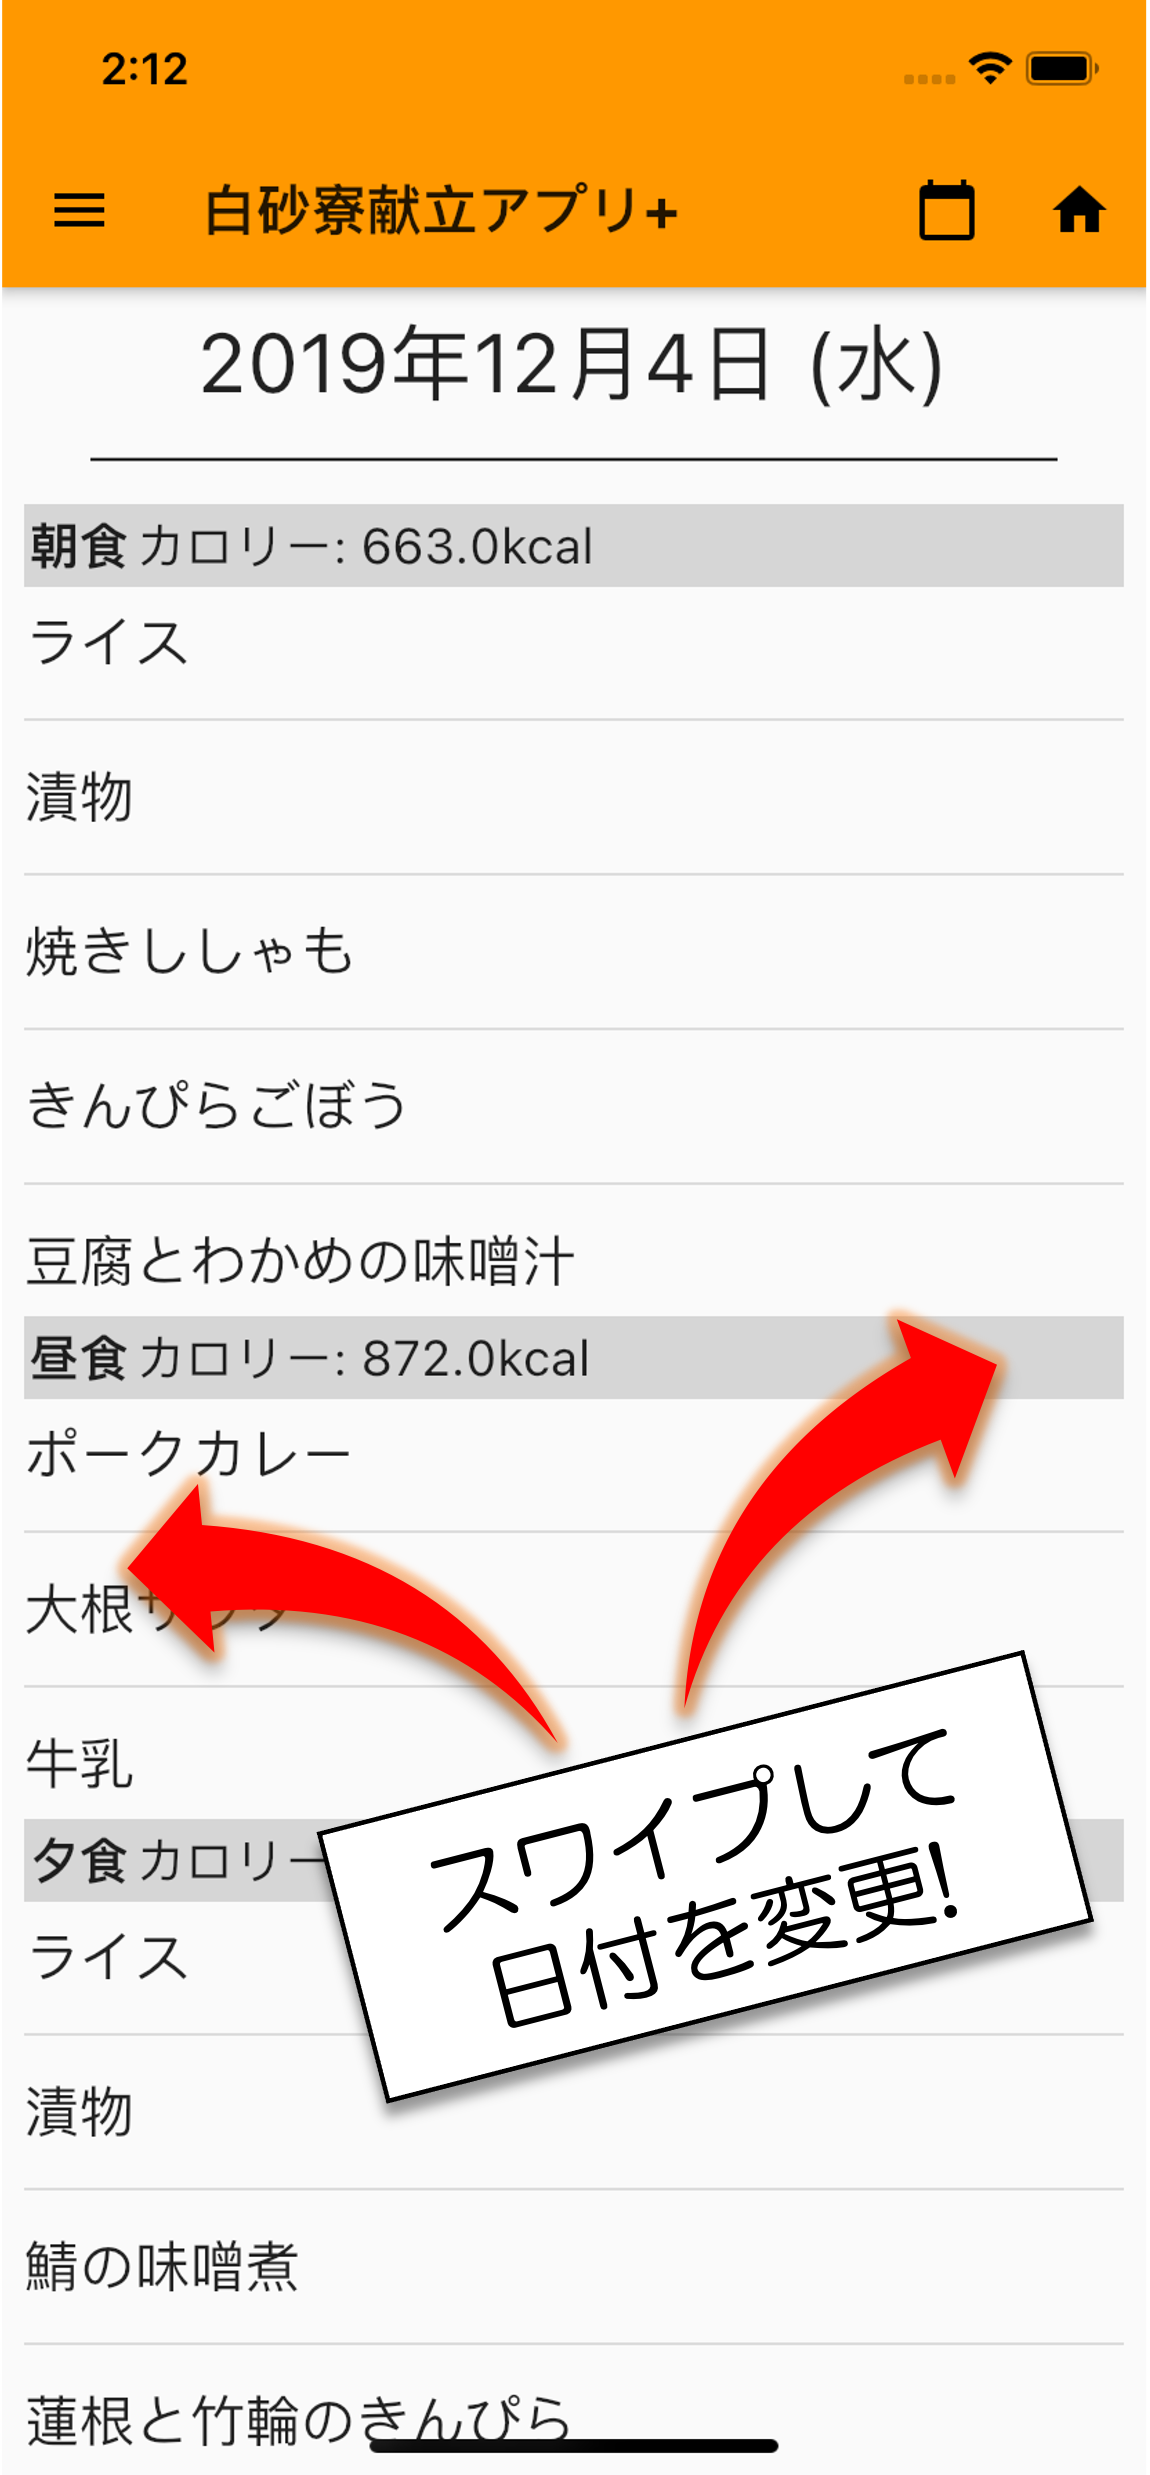 2:12
白砂寮献立アプリ+
2019年12月4日 (水)
朝食 カロリー: 663.0kcal
ライス
漬物
焼きししゃも
きんぴらごぼう
豆腐とわかめの味噌汁
昼食 カロリー: 872.0kcal
ポークカレー
大根サラダ
牛乳
夕食 カロリー
ライス
漬物
鯖の味噌煮
蓮根と竹輪のきんぴら
スワイプして
日付を変更!